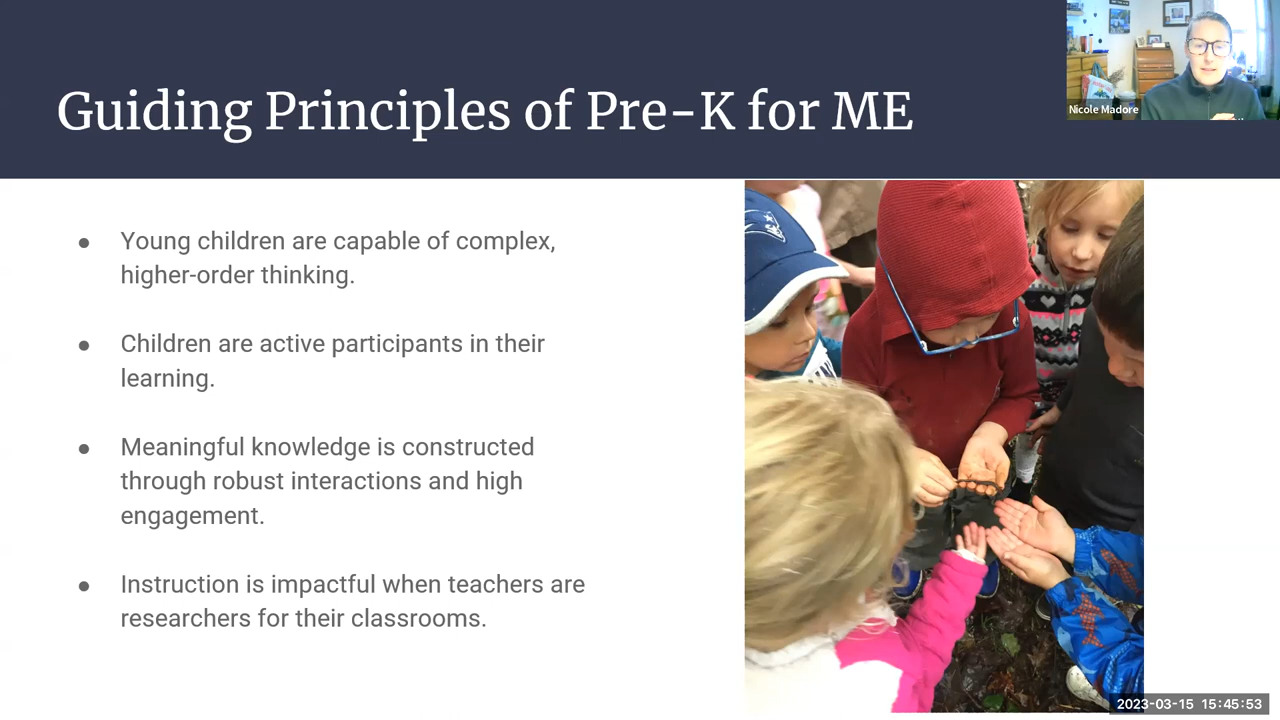 Guiding Principles of Pre-K for ME
Nicole Madore
● Young children are capable of complex,
higher-order thinking.
● Children are active participants in their
learning.
● Meaningful knowledge is constructed
through robust interactions and high
engagement.
● Instruction is impactful when teachers are
researchers for their classrooms.
2023-03-15 15:45:53